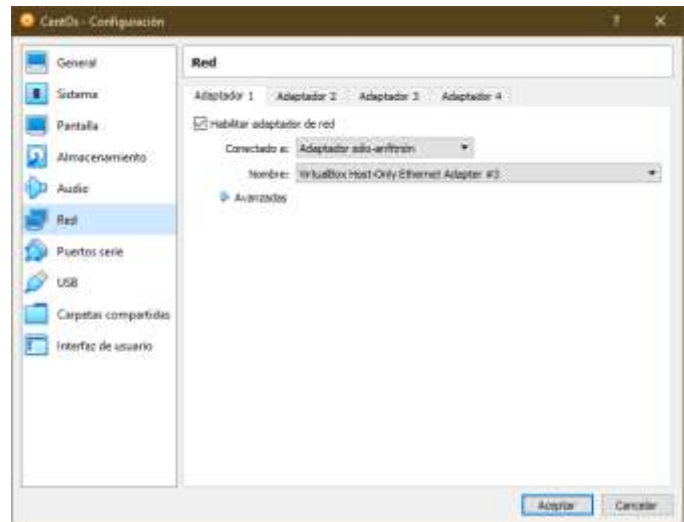 CentOs - Configuración
? ×
General
Sistema
Pantalla
Almacenamiento
Audio
Red
Puertos serie
USB
Carpetas compartidas
Interfaz de usuario
Red
Adaptador 1 Adaptador 2 Adaptador 3 Adaptador 4
Habilitar adaptador de red
Conectado a: Adaptador sólo-anfitrión
Nombre: VirtualBox Host-Only Ethernet Adapter #3
Avanzadas
Aceptar Cancelar